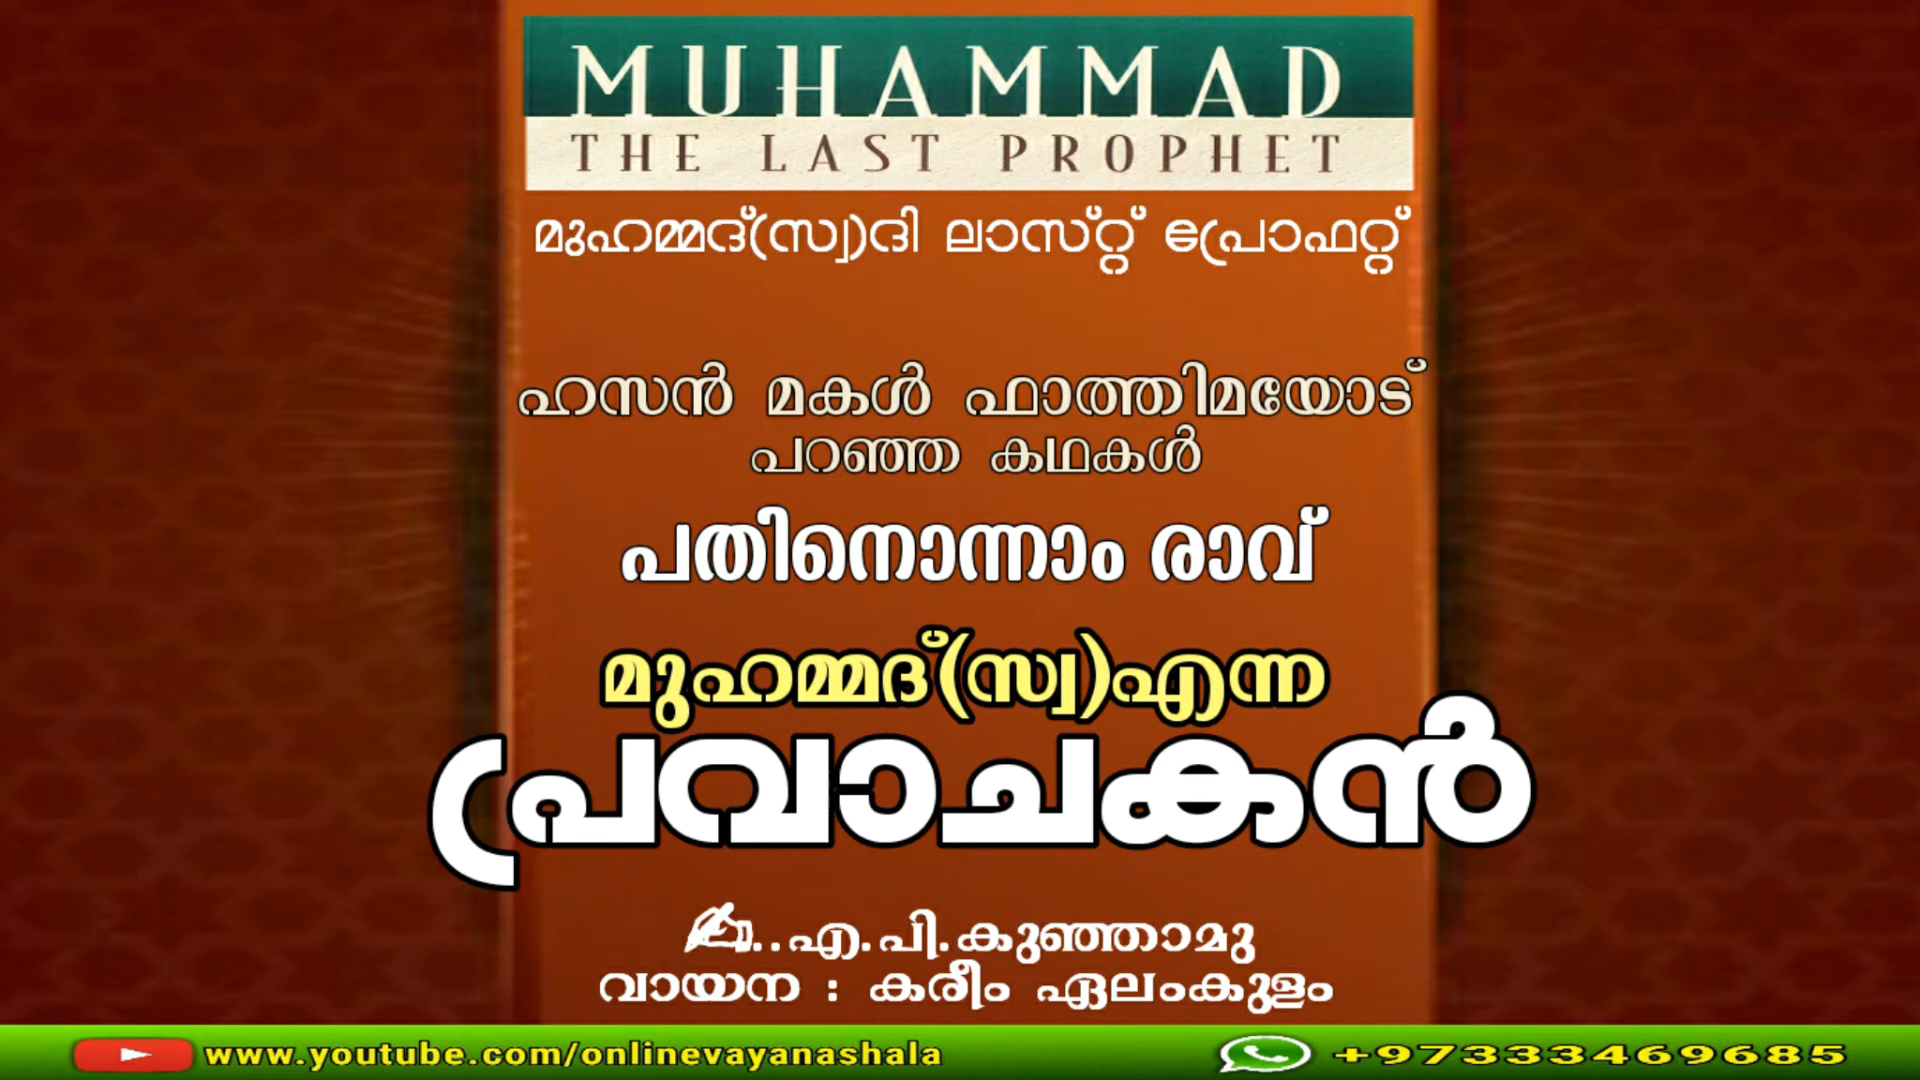 MUHAMMAD
THE LAST PROPHET
മുഹമ്മദ്(സ്വ)ദി ലാസ്റ്റ് പ്രോഫറ്റ്
ഹസൻ മകൾ ഫാത്തിമയോട്
പറഞ്ഞ കഥകൾ
പതിനൊന്നാം രാവ്
മുഹമ്മദ്(സ്വ)എന്ന
പ്രവാചകൻ
✍..എ.പി.കുഞ്ഞാമു
വായന : കരീം ഏലംകുളം
www.youtube.com/onlinevayanashala +97333469685